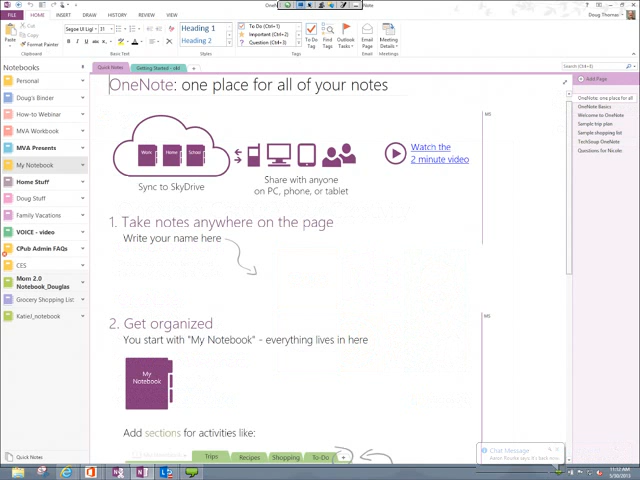 FILE HOME INSERT DRAW HISTORY REVIEW VIEW
Doug Thomas
Paste
Cut
Copy
Format Painter
Segoe UI Light
Heading 1
Heading 2
To Do (Ctrl+1)
Important (Ctrl+2)
Question (Ctrl+3)
To Do Tag
Find Tags
Outlook Tasks
Email Page
Meeting Details
Clipboard
Basic Text
Styles
Tags
Email
Meetings
Notebooks
Personal
Doug's Binder
How-to Webinar
MVA Workbook
MVA Presents
My Notebook
Home Stuff
Doug Stuff
Family Vacations
VOICE - video
CPub Admin FAQs
CES
Mom 2.0
Notebook_Douglas
Grocery Shopping List
Katiej_notebook
Quick Notes
Quick Notes
OneNote: one place for all of your notes
Work Home School
Sync to SkyDrive
Share with anyone
on PC, phone, or tablet
Watch the
2 minute video
1. Take notes anywhere on the page
Write your name here
2. Get organized
You start with "My Notebook" - everything lives in here
My
Notebook
Add sections for activities like:
My Notebook
Trips Recipes Shopping To-Do +
Search (Ctrl+E)
Add Page
OneNote: one place for all
OneNote Basics
Welcome to OneNote
Sample trip plan
Sample shopping list
TechSoup OneNote
Questions for Nicole:
Chat Message
11:12 AM
5/30/2013